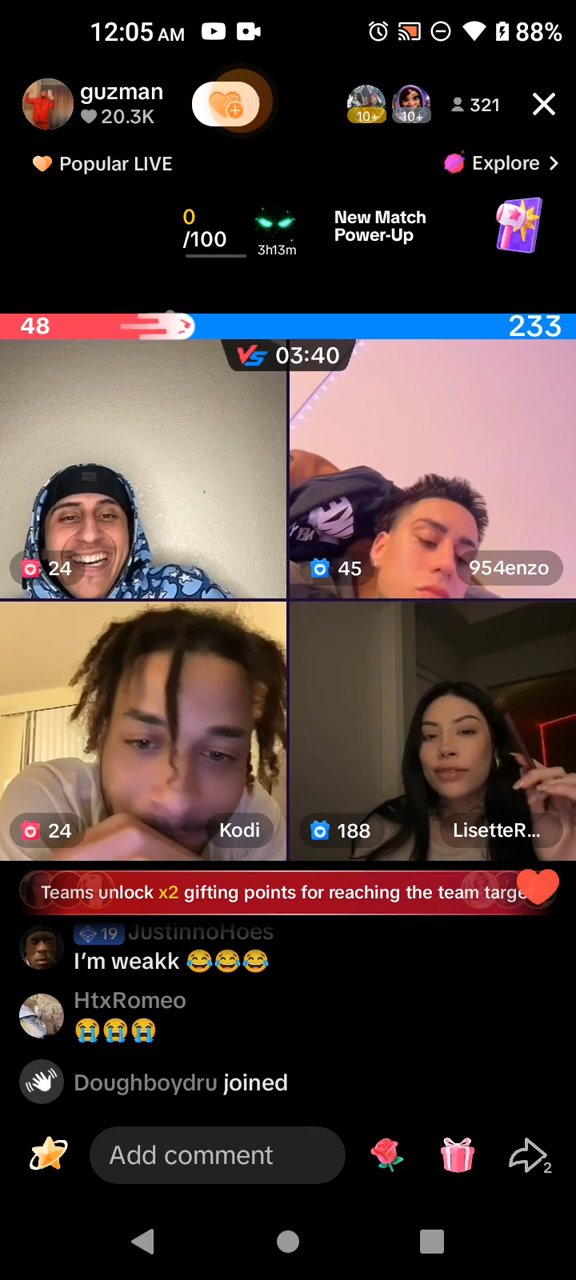 12:05 AM
88%
guzman
20.3K
10+
10+
321
Popular LIVE
Explore >
0
/100
3h13m
New Match
Power-Up
48
233
VS 03:40
24
45
954enzo
24
Kodi
188
LisetteR...
Teams unlock x2 gifting points for reaching the team targe
19 JustinnoHoes
I'm weakk 😂😂😂
HtxRomeo
😭😭😭
Doughboydru joined
Add comment
2